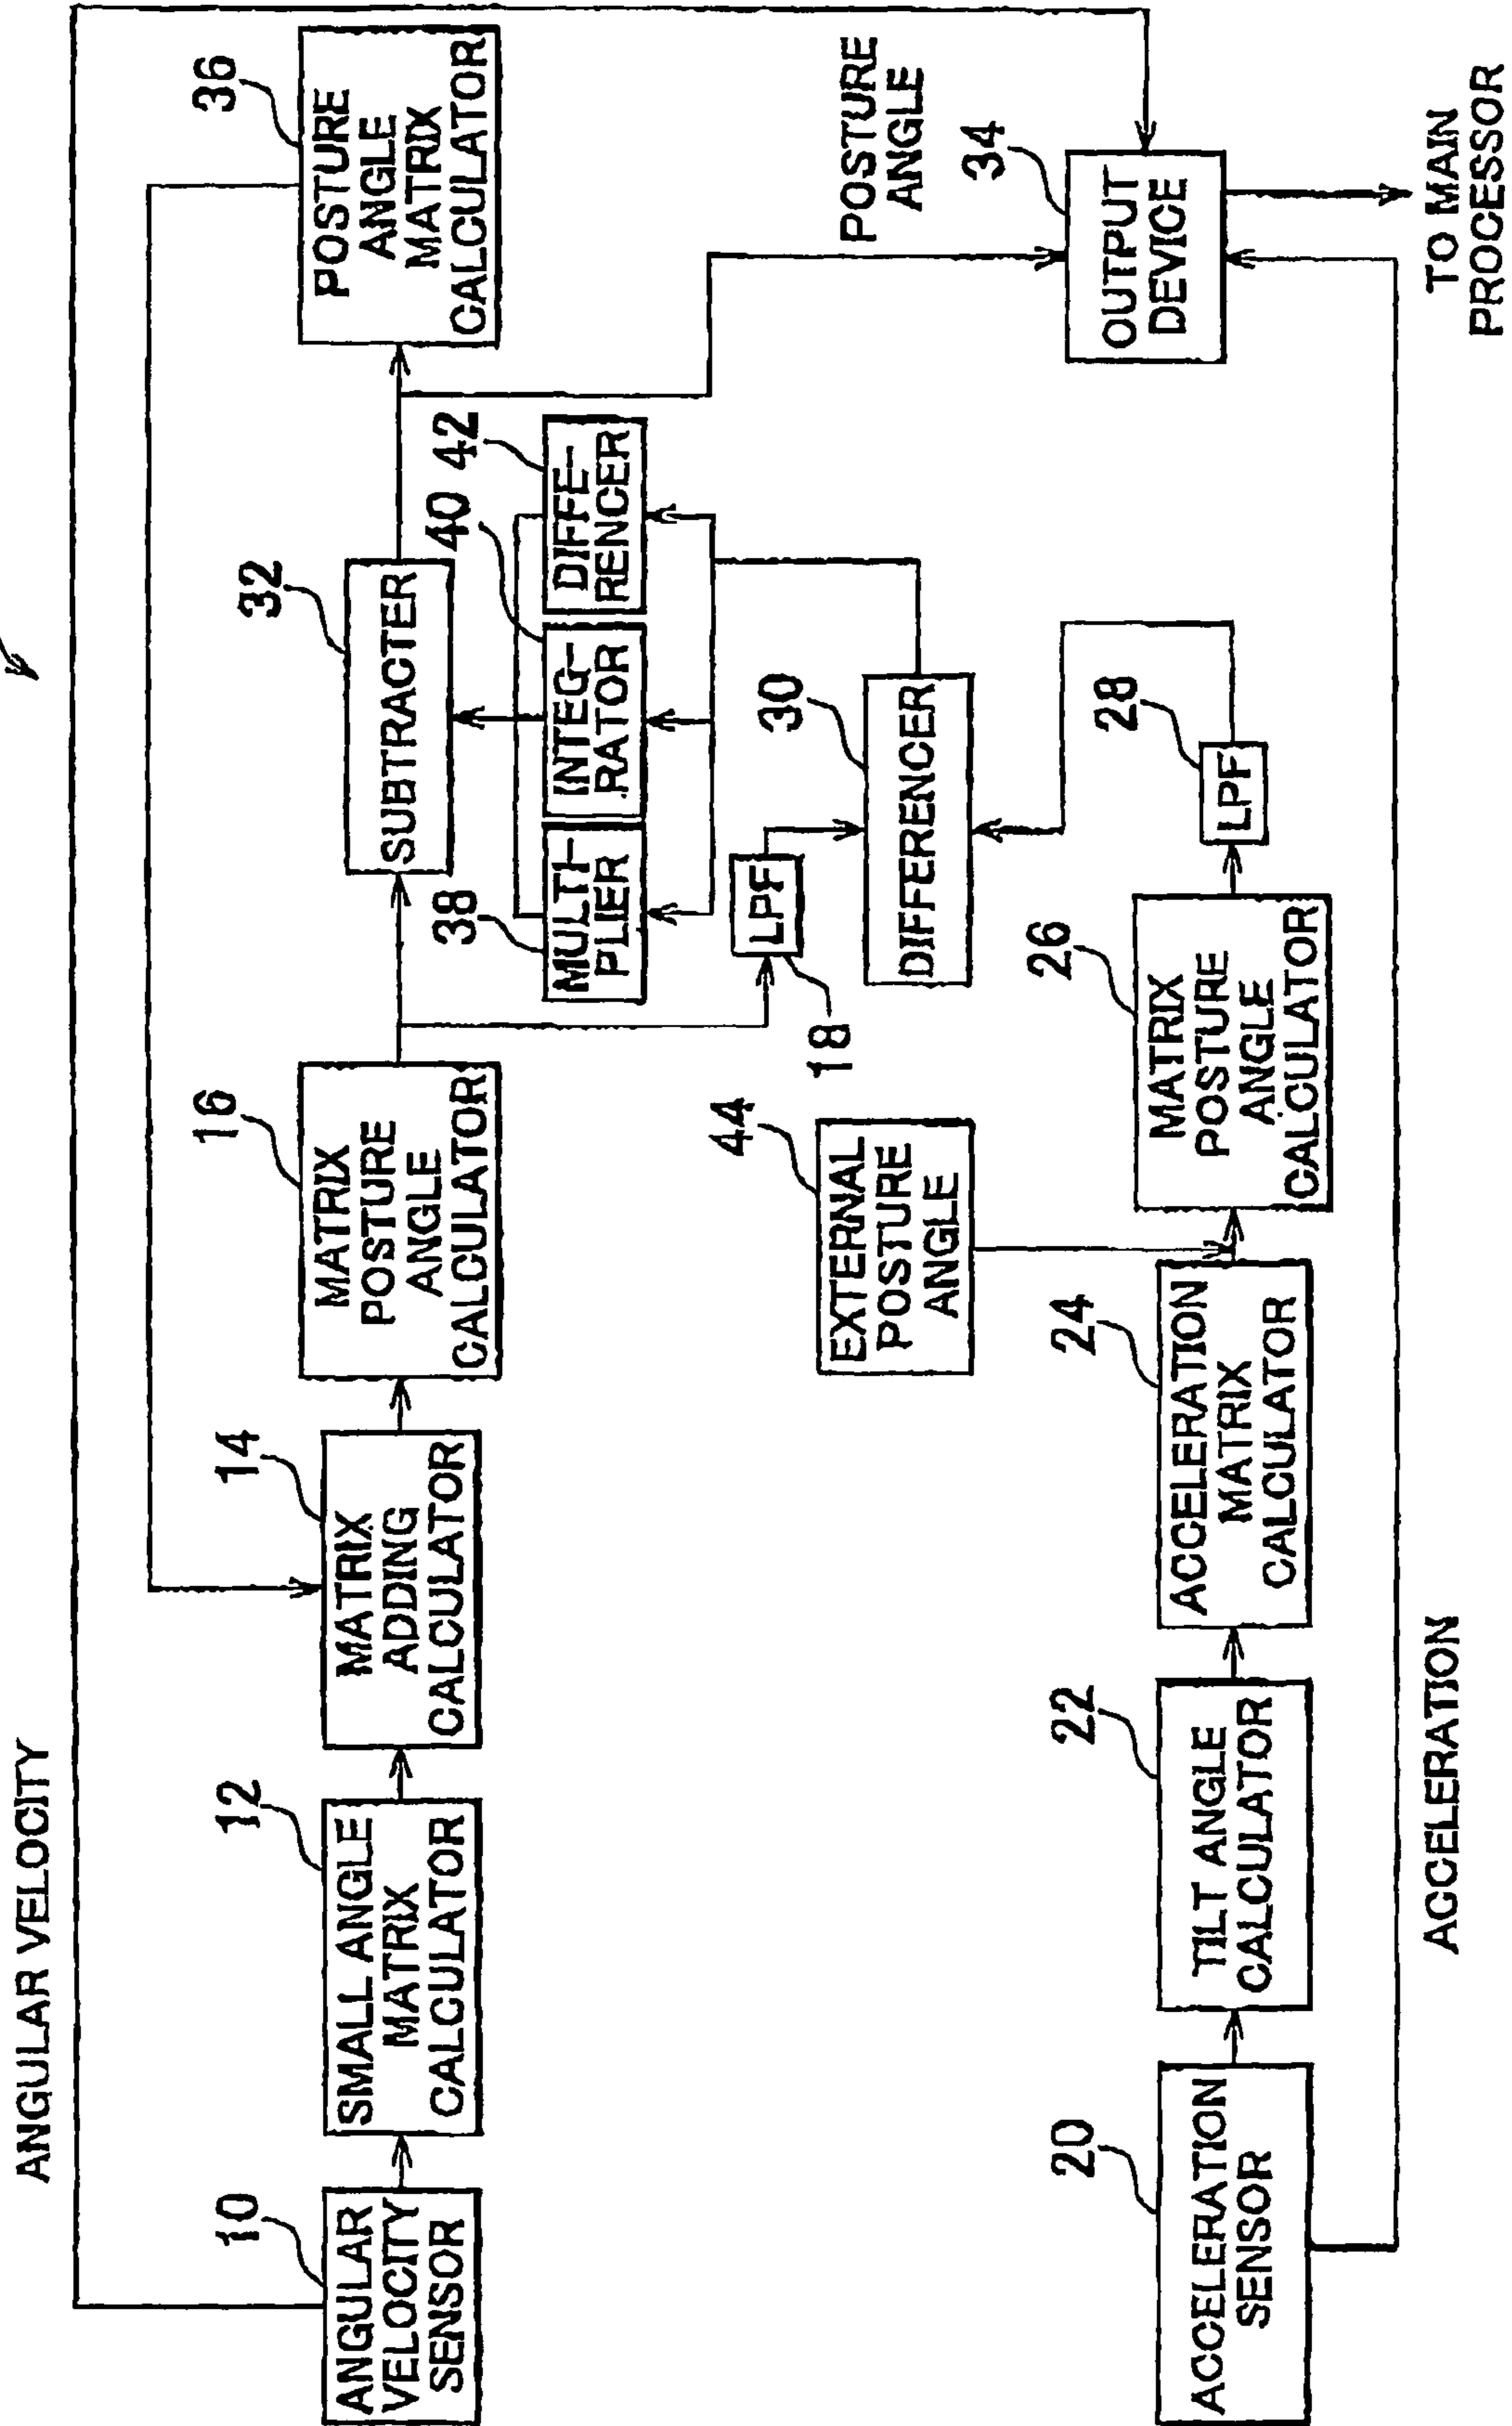 ANGULAR VELOCITY
10
ANGULAR
VELOCITY
SENSOR
12
SMALL ANGLE
MATRIX
CALCULATOR
14
MATRIX
ADDING
CALCULATOR
16
MATRIX
POSTURE
ANGLE
CALCULATOR
32
SUBTRACTER
36
POSTURE
ANGLE
MATRIX
CALCULATOR
38
MULTI-
PLIER
40
INTEG-
RATOR
42
DIFFE-
RENCER
18
LPF
30
DIFFERENCER
44
EXTERNAL
POSTURE
ANGLE
POSTURE
ANGLE
20
ACCELERATION
SENSOR
22
TILT ANGLE
CALCULATOR
24
ACCELERATION
MATRIX
CALCULATOR
26
MATRIX
POSTURE
ANGLE
CALCULATOR
28
LPF
34
OUTPUT
DEVICE
ACCELERATION
TO MAIN
PROCESSOR